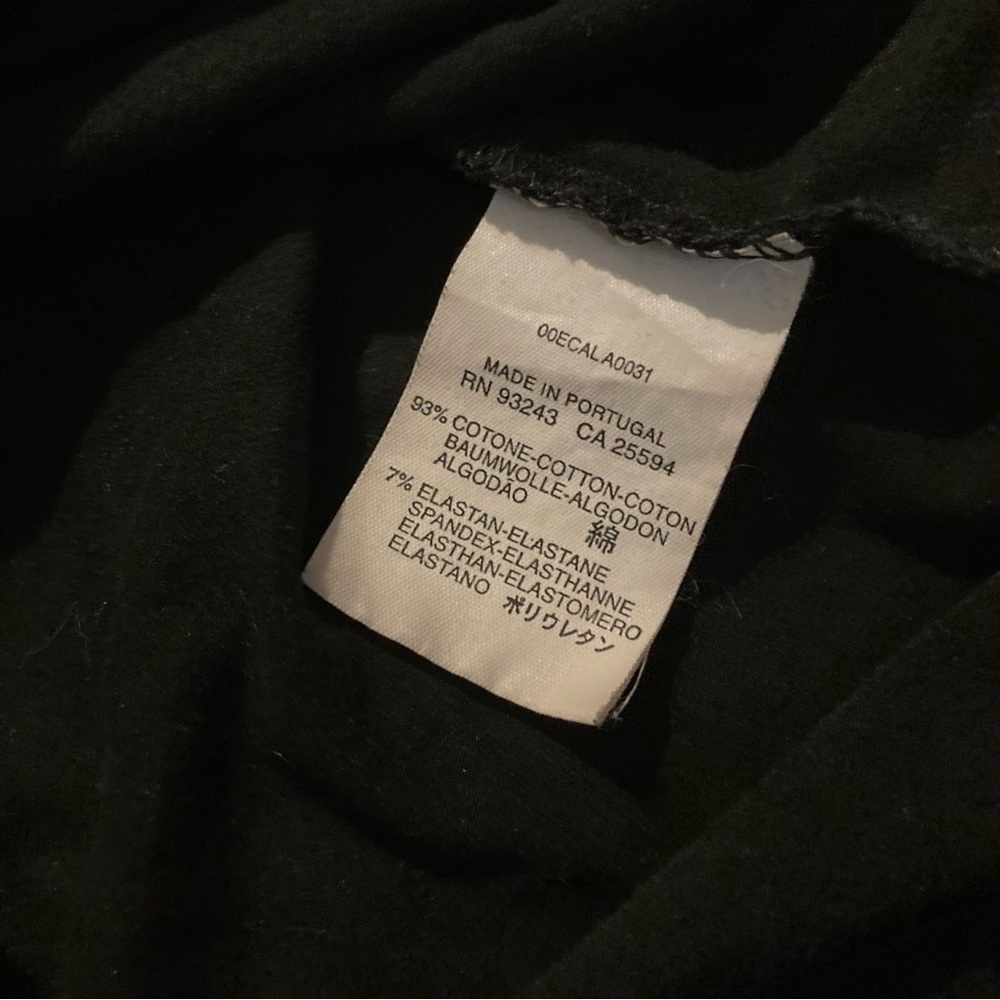 00ECALA0031
MADE IN PORTUGAL
RN 93243 CA 25594
93% COTONE-COTTON-COTON
BAUMWOLLE-ALGODON
ALGODÃO 綿
7% ELASTAN-ELASTANE
SPANDEX-ELASTHANNE
ELASTHAN-ELASTOMERO
ELASTANO ポリウレタン